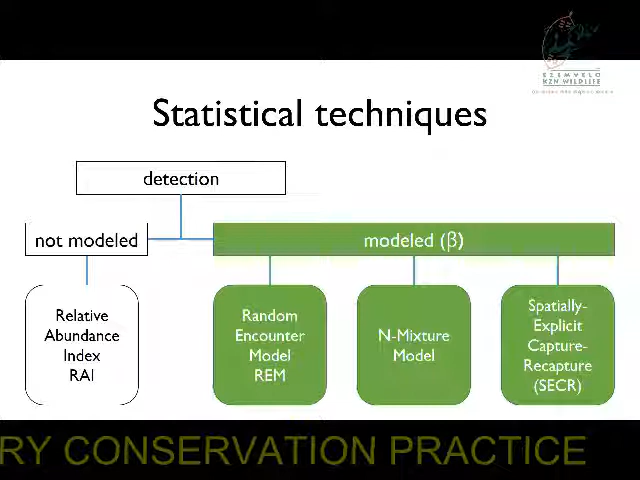 EZEMVELO
KZN WILDLIFE
Statistical techniques
detection
not modeled
modeled (β)
Relative
Abundance
Index
RAI
Random
Encounter
Model
REM
N-Mixture
Model
Spatially-
Explicit
Capture-
Recapture
(SECR)
RY CONSERVATION PRACTICE